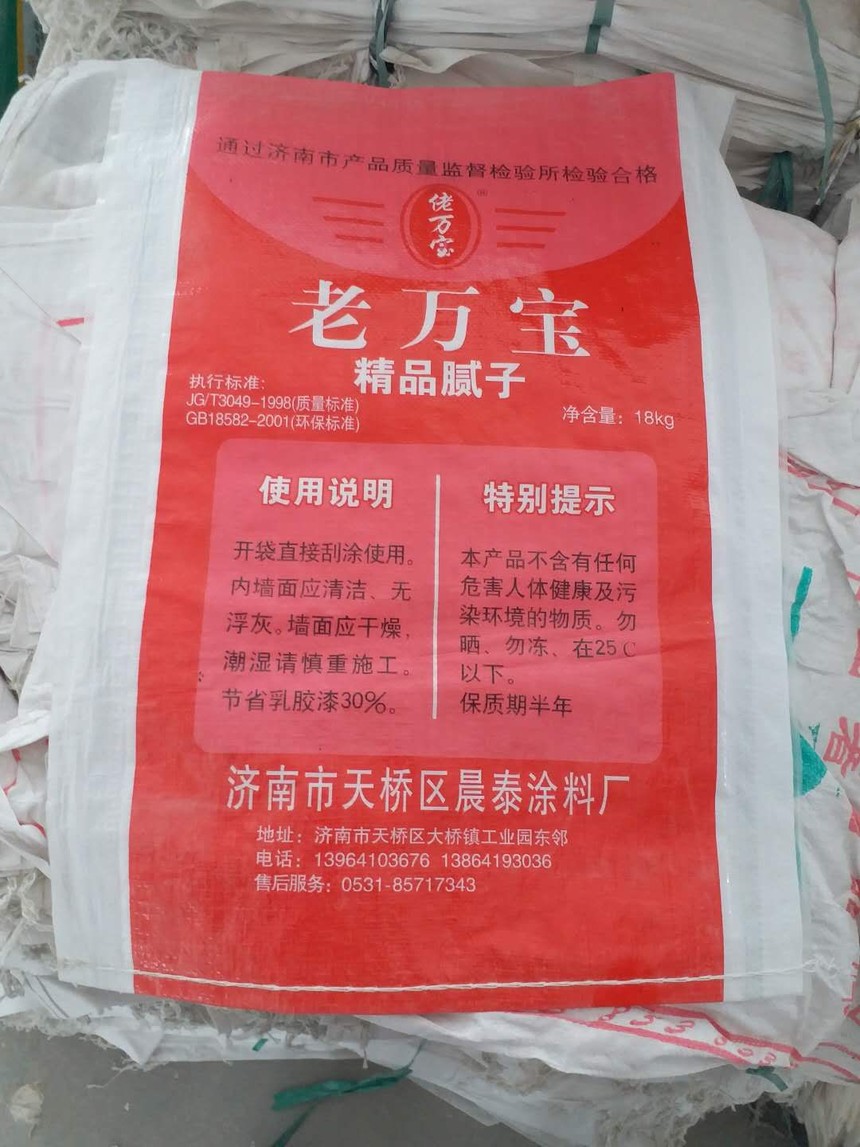 通过济南市产品质量监督检验所检验合格
佬万宝
®
老万宝
精品腻子
执行标准:
JG/T3049-1998(质量标准)
GB18582-2001(环保标准)
净含量：18kg
使用说明
开袋直接刮涂使用。
内墙面应清洁、无
浮灰。墙面应干燥,
潮湿请慎重施工。
节省乳胶漆30%。
特别提示
本产品不含有任何
危害人体健康及污
染环境的物质。勿
晒、勿冻、在25℃
以下。
保质期半年
济南市天桥区晨泰涂料厂
地址：济南市天桥区大桥镇工业园东邻
电话：13964103676 13864193036
售后服务：0531-85717343